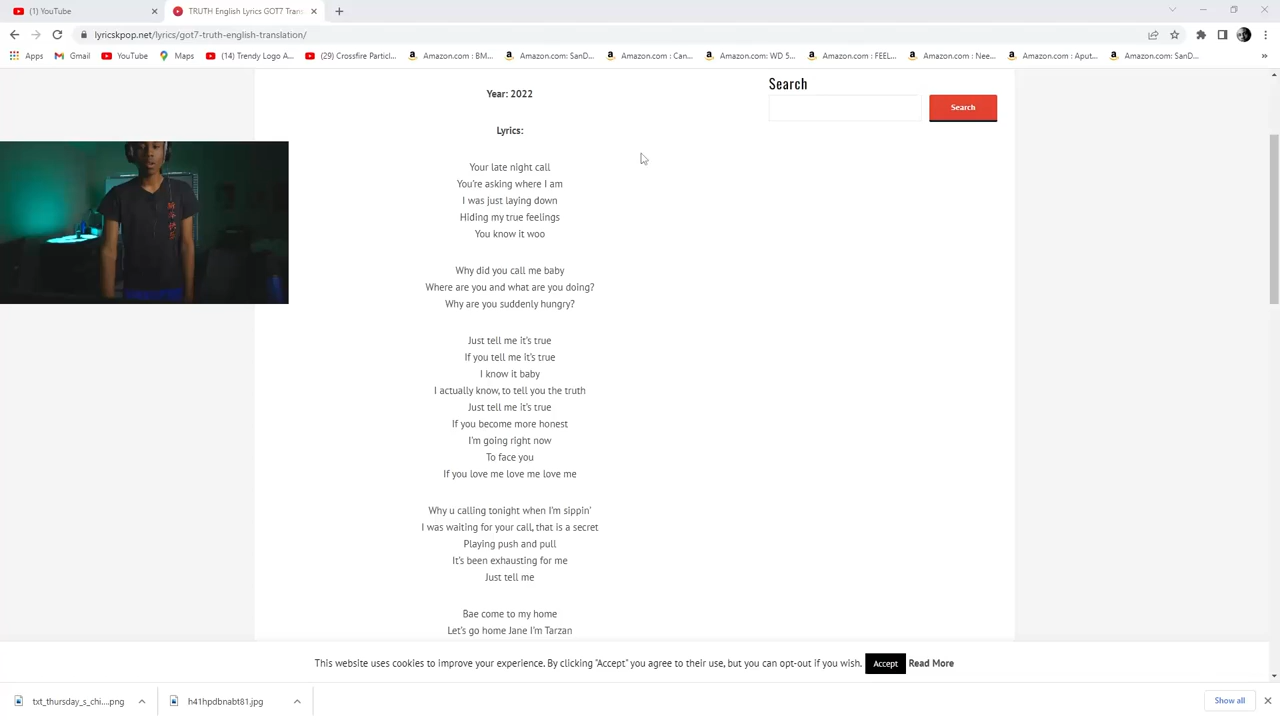 (1) YouTube
TRUTH English Lyrics GOT7 Tran
lyricskpop.net/lyrics/got7-truth-english-translation/
Apps
Gmail
YouTube
Maps
(14) Trendy Logo A...
(29) Crossfire Particl...
Amazon.com : BM...
Amazon.com: SanD...
Amazon.com : Can...
Amazon.com: WD 5...
Amazon.com : FEEL...
Amazon.com : Nee...
Amazon.com : Aput...
Amazon.com: SanD...
»
Year: 2022
Lyrics:
Your late night call
You're asking where I am
I was just laying down
Hiding my true feelings
You know it woo
Why did you call me baby
Where are you and what are you doing?
Why are you suddenly hungry?
Just tell me it's true
If you tell me it's true
I know it baby
I actually know, to tell you the truth
Just tell me it's true
If you become more honest
I'm going right now
To face you
If you love me love me love me
Why u calling tonight when I'm sippin'
I was waiting for your call, that is a secret
Playing push and pull
It's been exhausting for me
Just tell me
Bae come to my home
Let's go home Jane I'm Tarzan
Search
Search
This website uses cookies to improve your experience. By clicking "Accept" you agree to their use, but you can opt-out if you wish.
Accept
Read More
txt_thursday_s_chi....png
h41hpdbnabt81.jpg
Show all